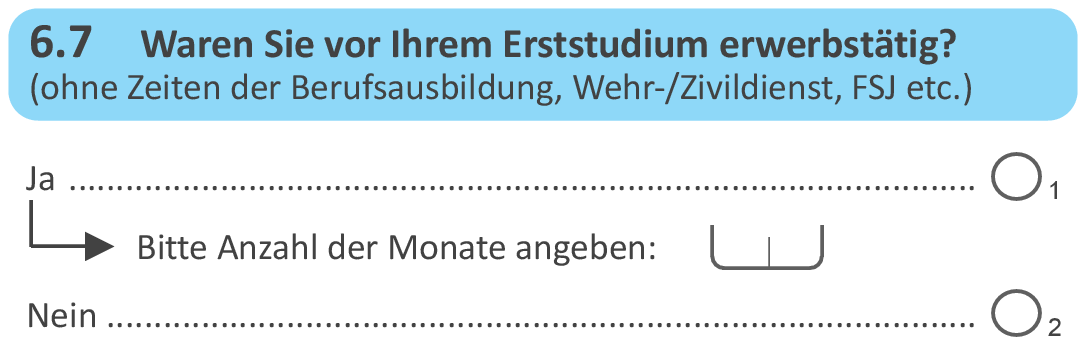 6.7 Waren Sie vor Ihrem Erststudium erwerbstätig?
(ohne Zeiten der Berufsausbildung, Wehr-/Zivildienst, FSJ etc.)
Ja ................................................................................................ 1
Bitte Anzahl der Monate angeben:
Nein ............................................................................................ 2